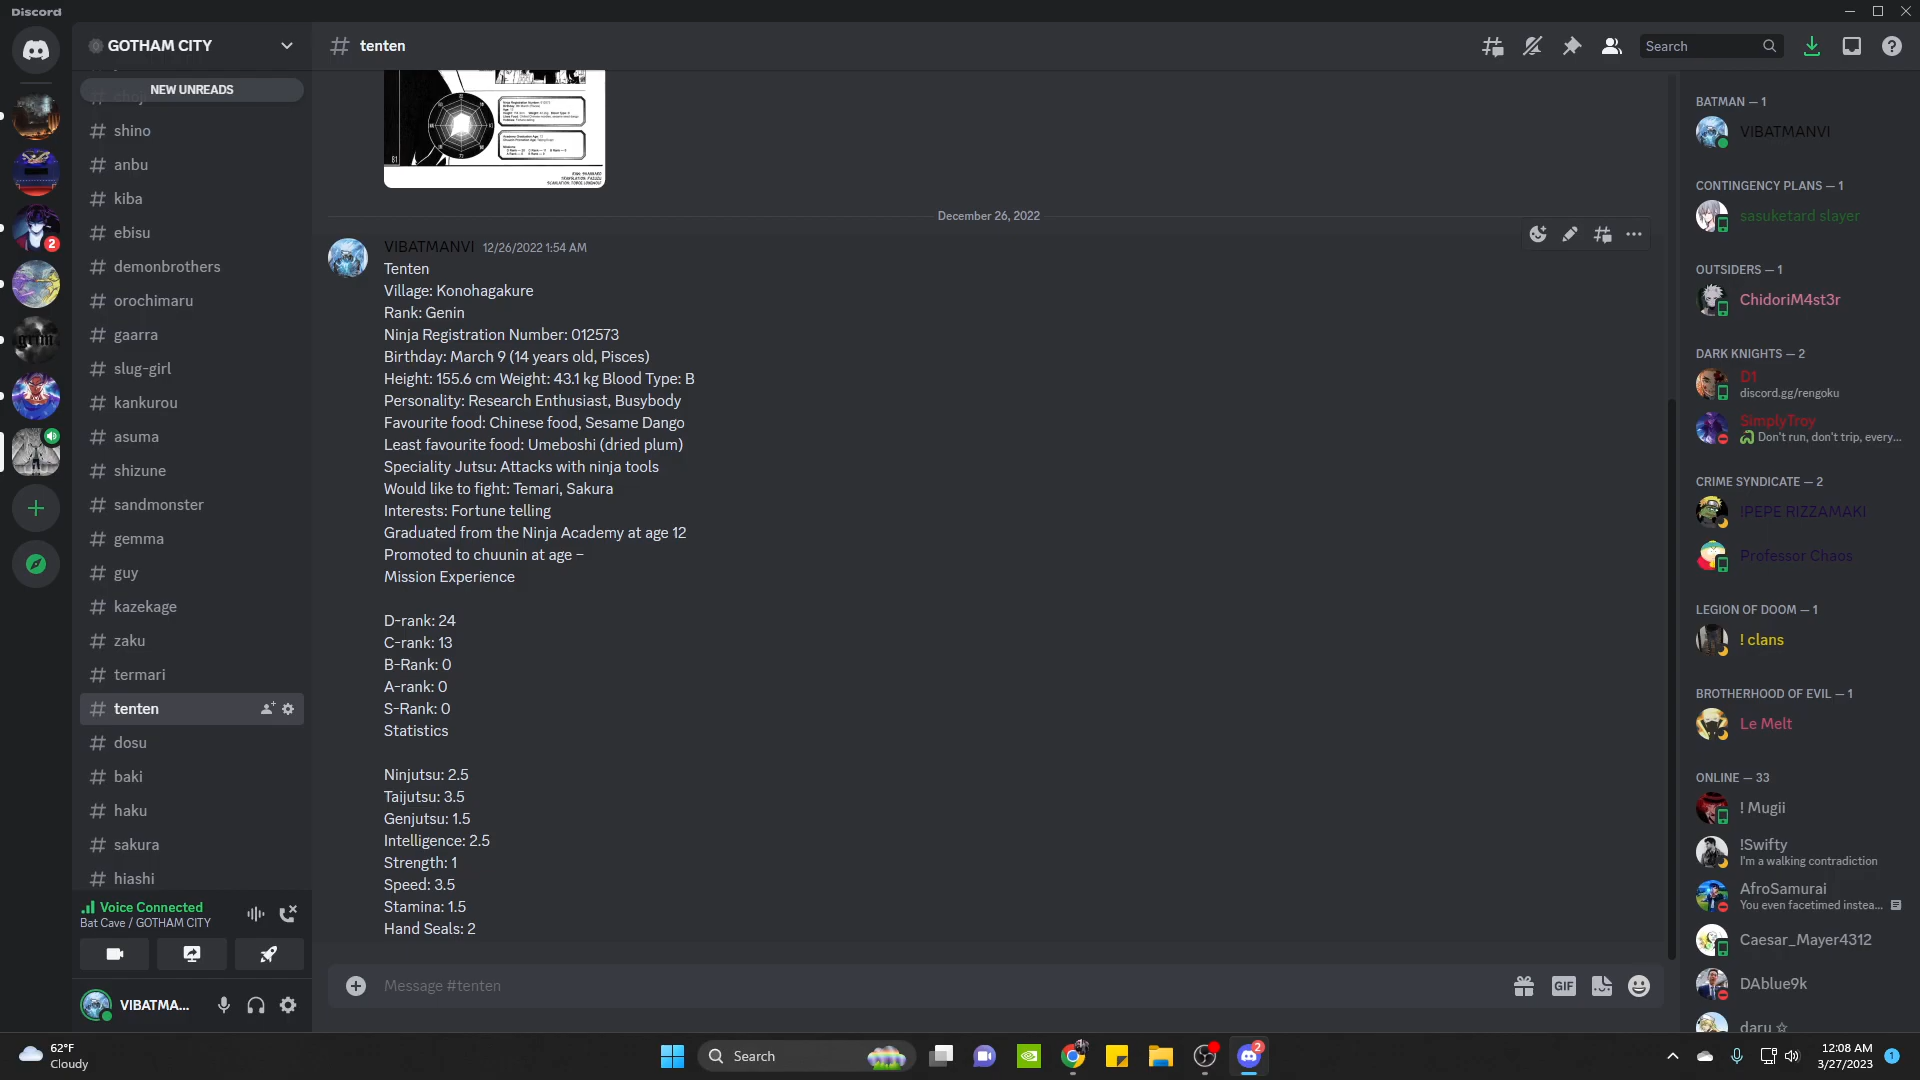 Discord
GOTHAM CITY
NEW UNREADS
shino
anbu
kiba
ebisu
demonbrothers
orochimaru
gaarra
slug-girl
kankurou
asuma
shizune
sandmonster
gemma
guy
kazekage
zaku
termari
tenten
dosu
baki
haku
sakura
hiashi
Voice Connected
Bat Cave / GOTHAM CITY
VIBATMA...
2
grim
# tenten
Search
December 26, 2022
VIBATMANVI 12/26/2022 1:54 AM
Tenten
Village: Konohagakure
Rank: Genin
Ninja Registration Number: 012573
Birthday: March 9 (14 years old, Pisces)
Height: 155.6 cm Weight: 43.1 kg Blood Type: B
Personality: Research Enthusiast, Busybody
Favourite food: Chinese food, Sesame Dango
Least favourite food: Umeboshi (dried plum)
Speciality Jutsu: Attacks with ninja tools
Would like to fight: Temari, Sakura
Interests: Fortune telling
Graduated from the Ninja Academy at age 12
Promoted to chuunin at age –
Mission Experience
D-rank: 24
C-rank: 13
B-Rank: 0
A-rank: 0
S-Rank: 0
Statistics
Ninjutsu: 2.5
Taijutsu: 3.5
Genjutsu: 1.5
Intelligence: 2.5
Strength: 1
Speed: 3.5
Stamina: 1.5
Hand Seals: 2
Message #tenten
GIF
BATMAN — 1
VIBATMANVI
CONTINGENCY PLANS — 1
sasuketard slayer
OUTSIDERS — 1
ChidoriM4st3r
DARK KNIGHTS — 2
D1
discord.gg/rengoku
SimplyTroy
Don't run, don't trip, every...
CRIME SYNDICATE — 2
!PEPE RIZZAMAKI
Professor Chaos
LEGION OF DOOM — 1
! clans
BROTHERHOOD OF EVIL — 1
Le Melt
ONLINE — 33
! Mugii
!Swifty
I'm a walking contradiction
AfroSamurai
You even facetimed instea...
Caesar_Mayer4312
DAblue9k
daru ☆
62°F
Cloudy
Search
2
12:08 AM
3/27/2023
1